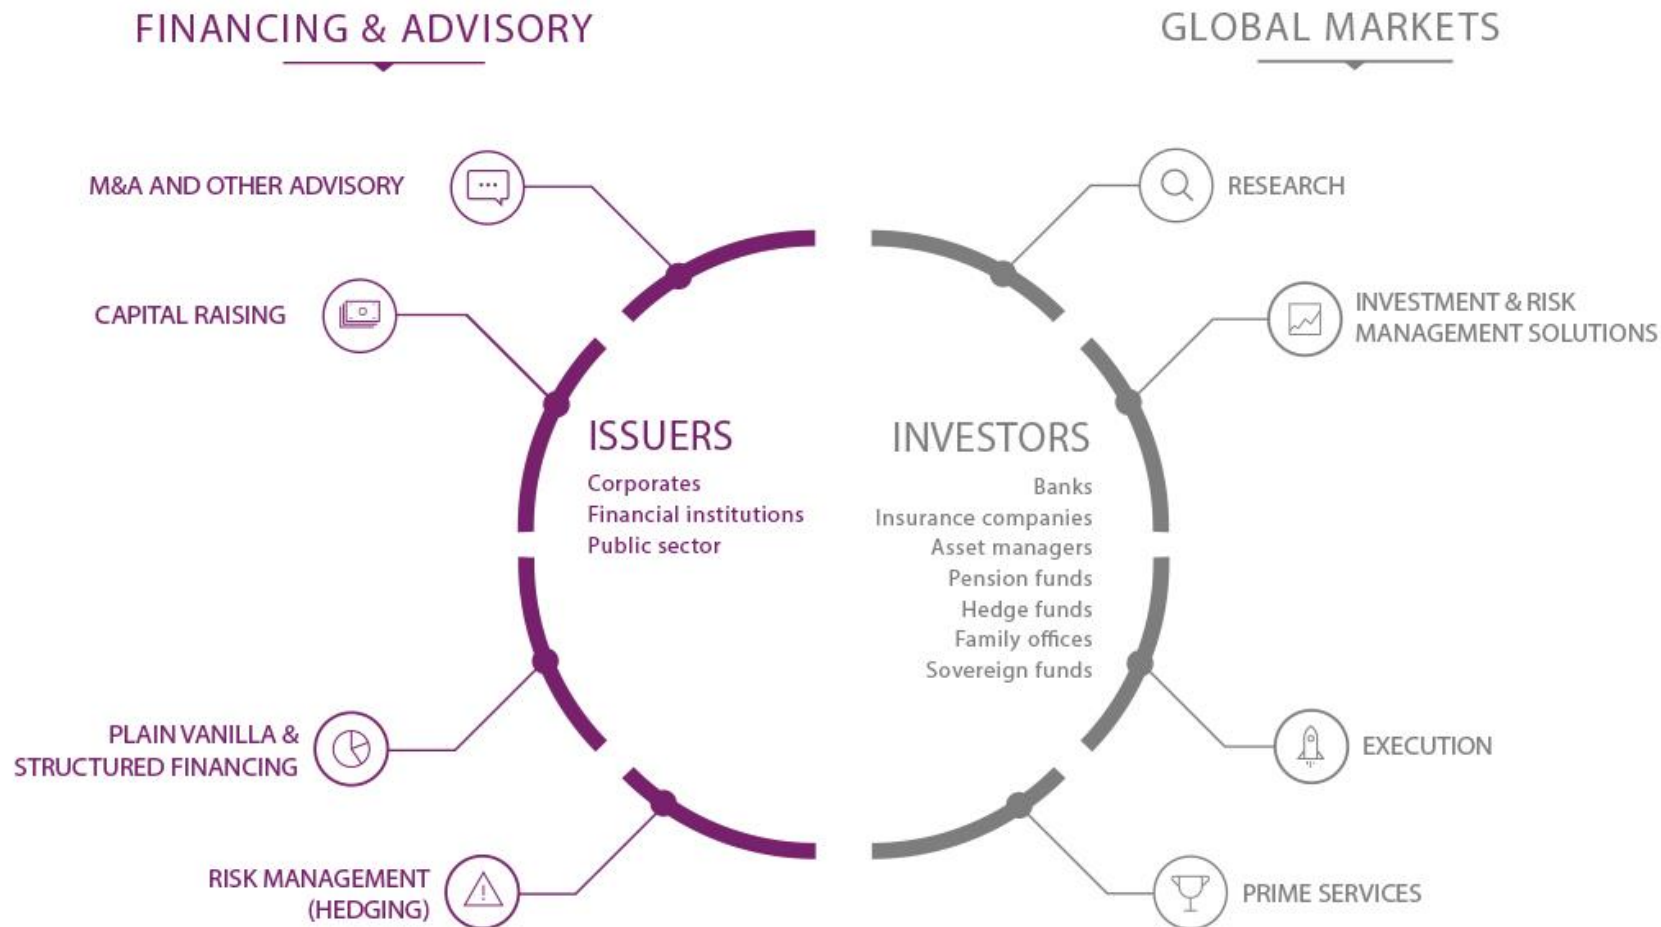 FINANCING & ADVISORY
M&A AND OTHER ADVISORY
CAPITAL RAISING
PLAIN VANILLA &
STRUCTURED FINANCING
RISK MANAGEMENT
(HEDGING)
ISSUERS
Corporates
Financial institutions
Public sector
GLOBAL MARKETS
INVESTORS
Banks
Insurance companies
Asset managers
Pension funds
Hedge funds
Family offices
Sovereign funds
RESEARCH
INVESTMENT & RISK
MANAGEMENT SOLUTIONS
EXECUTION
PRIME SERVICES